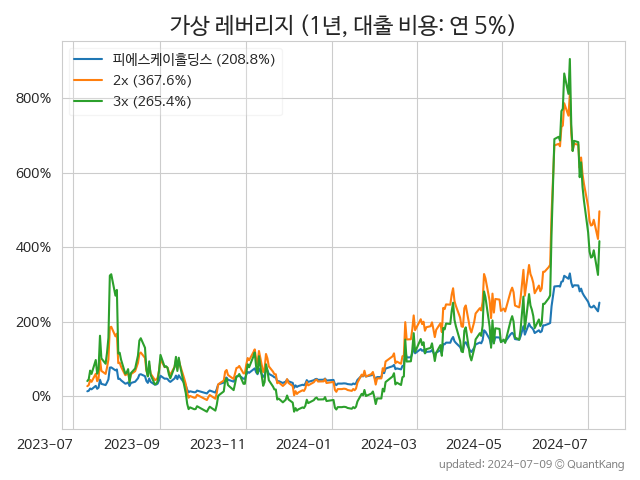 가상 레버리지 (1년, 대출 비용: 연 5%)
피에스케이홀딩스 (208.8%)
2x (367.6%)
3x (265.4%)
800%
600%
400%
200%
0%
2023-07 2023-09 2023-11 2024-01 2024-03 2024-05 2024-07
updated: 2024-07-09 © QuantKang